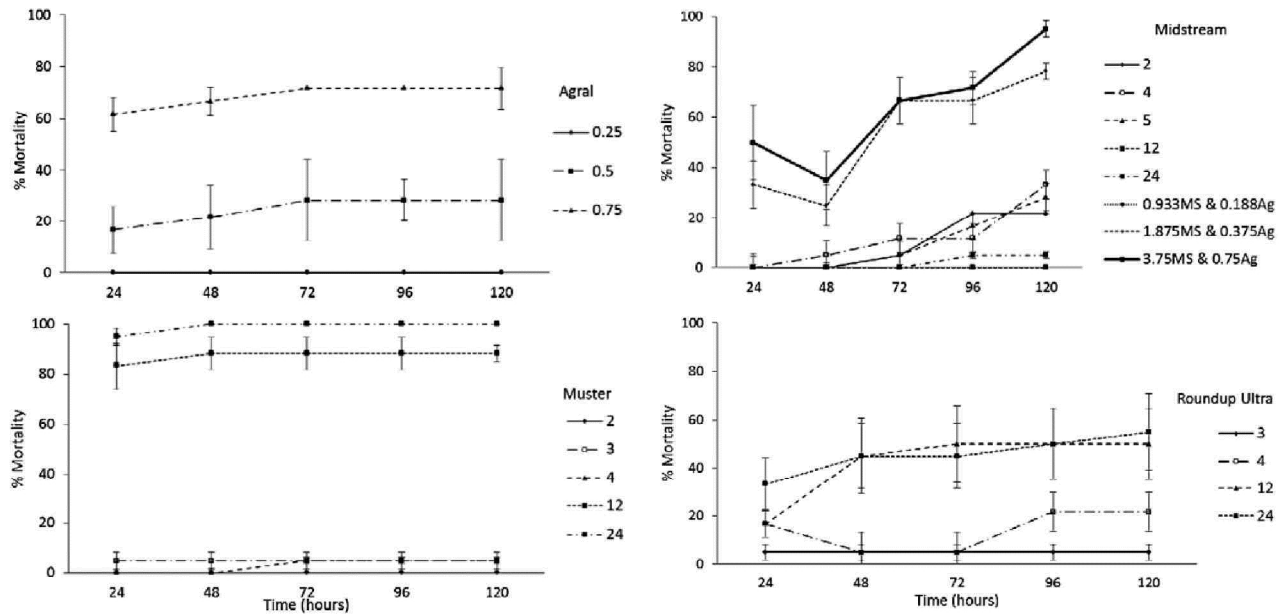 100
80
60
40
20
0
% Mortality
24 48 72 96 120
Agral
0.25
0.5
0.75
100
80
60
40
20
0
% Mortality
24 48 72 96 120
Midstream
2
4
5
12
24
0.933MS & 0.188Ag
1.875MS & 0.375Ag
3.75MS & 0.75Ag
100
80
60
40
20
0
% Mortality
24 48 72 96 120
Time (hours)
Muster
2
3
4
12
24
100
80
60
40
20
0
% Mortality
24 48 72 96 120
Time (hours)
Roundup Ultra
3
4
12
24